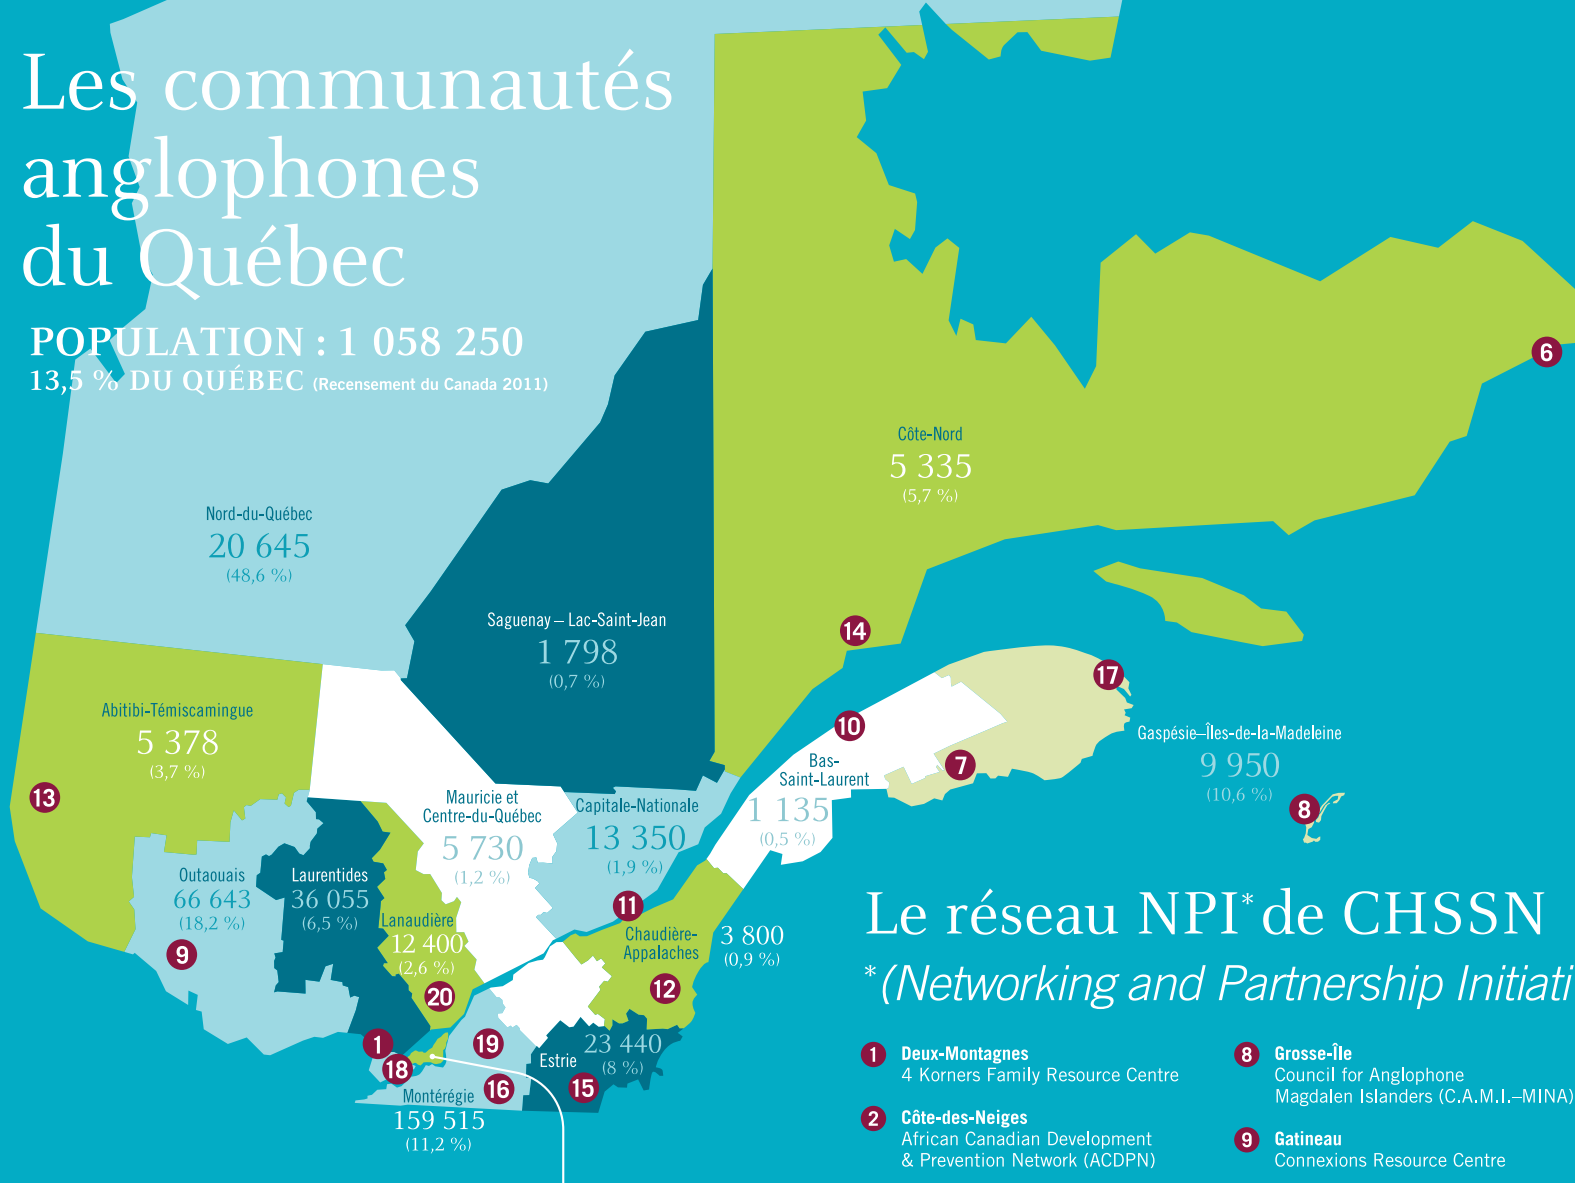 Les communautés
anglophones
du Québec
POPULATION : 1 058 250
13,5 % DU QUÉBEC (Recensement du Canada 2011)
6
Côte-Nord
5 335
(5,7 %)
Nord-du-Québec
20 645
(48,6 %)
Saguenay – Lac-Saint-Jean
1 798
(0,7 %)
14
17
Abitibi-Témiscamingue
5 378
(3,7 %)
10
Gaspésie–Îles-de-la-Madeleine
9 950
(10,6 %)
7
8
13
Bas-
Saint-Laurent
1 135
(0,5 %)
Mauricie et
Centre-du-Québec
5 730
(1,2 %)
Capitale-Nationale
13 350
(1,9 %)
Outaouais
66 643
(18,2 %)
Laurentides
36 055
(6,5 %)
Lanaudière
12 400
(2,6 %)
11
Chaudière-
Appalaches
3 800
(0,9 %)
9
20
12
1
18
19
Estrie
23 440
(8 %)
16
15
Montérégie
159 515
(11,2 %)
Le réseau NPI* de CHSSN
*(Networking and Partnership Initiati
1 Deux-Montagnes
4 Korners Family Resource Centre
2 Côte-des-Neiges
African Canadian Development
& Prevention Network (ACDPN)
8 Grosse-Île
Council for Anglophone
Magdalen Islanders (C.A.M.I.–MINA)
9 Gatineau
Connexions Resource Centre